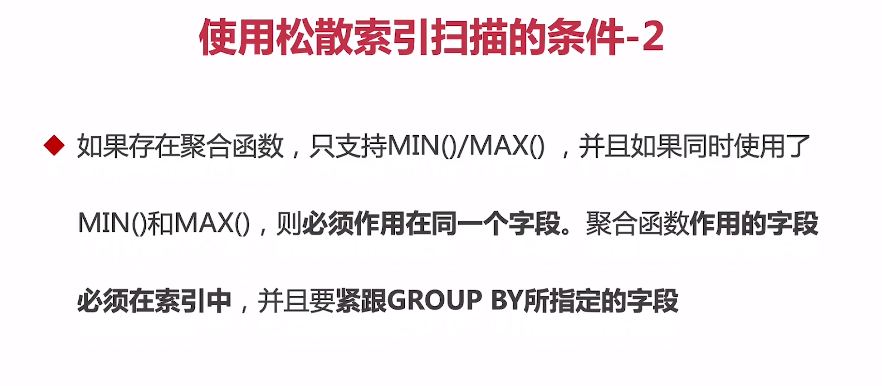 使用松散索引扫描的条件-2
如果存在聚合函数，只支持MIN()/MAX() ，并且如果同时使用了
MIN()和MAX()，则必须作用在同一个字段。聚合函数作用的字段
必须在索引中，并且要紧跟GROUP BY所指定的字段